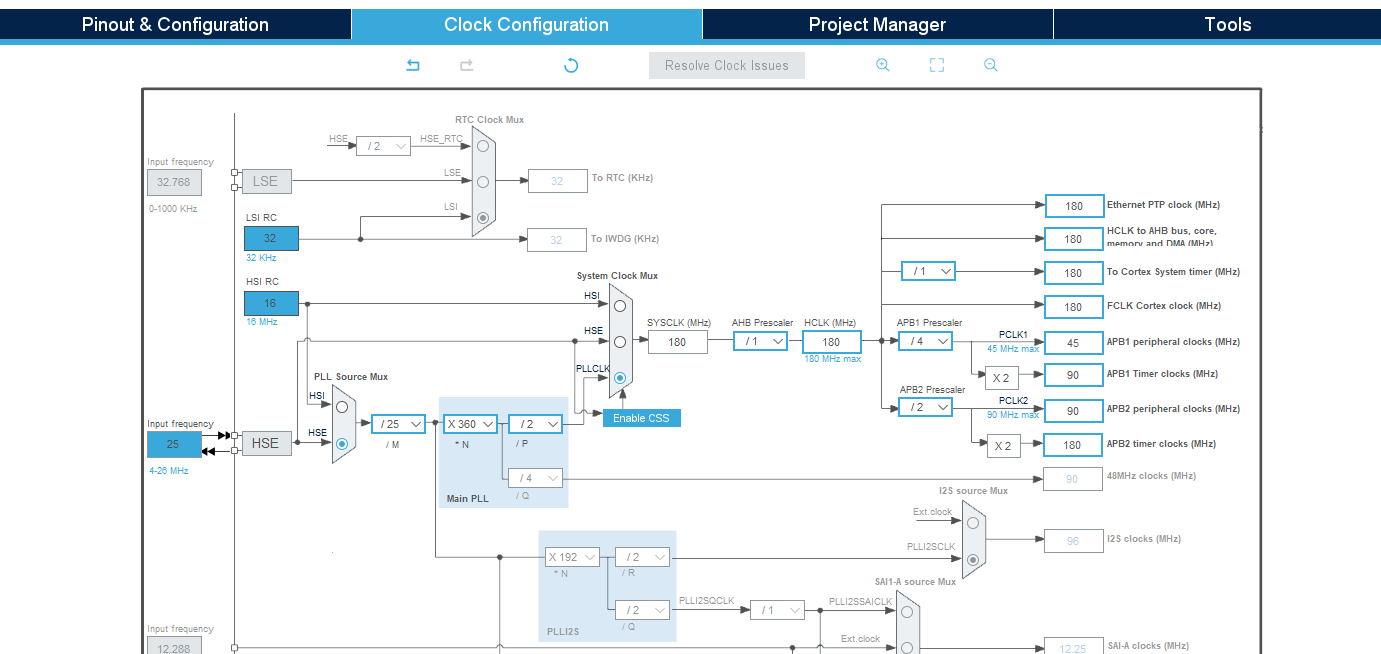 Pinout & Configuration
Clock Configuration
Project Manager
Tools
Resolve Clock Issues
RTC Clock Mux
HSE
/ 2
HSE_RTC
Input frequency
32.768
0-1000 KHz
LSE
LSE
32
To RTC (KHz)
LSI
LSI RC
32
32 KHz
32
To IWDG (KHz)
HSI RC
16
16 MHz
System Clock Mux
HSI
HSE
PLLCLK
SYSCLK (MHz)
180
AHB Prescaler
/ 1
HCLK (MHz)
180
180 MHz max
180
Ethernet PTP clock (MHz)
180
HCLK to AHB bus, core,
memory and DMA (MHz)
/ 1
180
To Cortex System timer (MHz)
180
FCLK Cortex clock (MHz)
APB1 Prescaler
/ 4
PCLK1
45 MHz max
45
APB1 peripheral clocks (MHz)
X 2
90
APB1 Timer clocks (MHz)
APB2 Prescaler
/ 2
PCLK2
90 MHz max
90
APB2 peripheral clocks (MHz)
X 2
180
APB2 timer clocks (MHz)
PLL Source Mux
HSI
HSE
Input frequency
25
4-26 MHz
HSE
/ 25
/ M
X 360
* N
/ 2
/ P
/ 4
/ Q
Main PLL
Enable CSS
90
48MHz clocks (MHz)
I2S source Mux
Ext.clock
PLLI2SCLK
96
I2S clocks (MHz)
X 192
* N
/ 2
/ R
/ 2
/ Q
PLLI2S
PLLI2SQCLK
/ 1
SAI1-A source Mux
PLLI2SSAICLK
Ext.clock
Input frequency
12.288
12.25
SAI-A clocks (MHz)